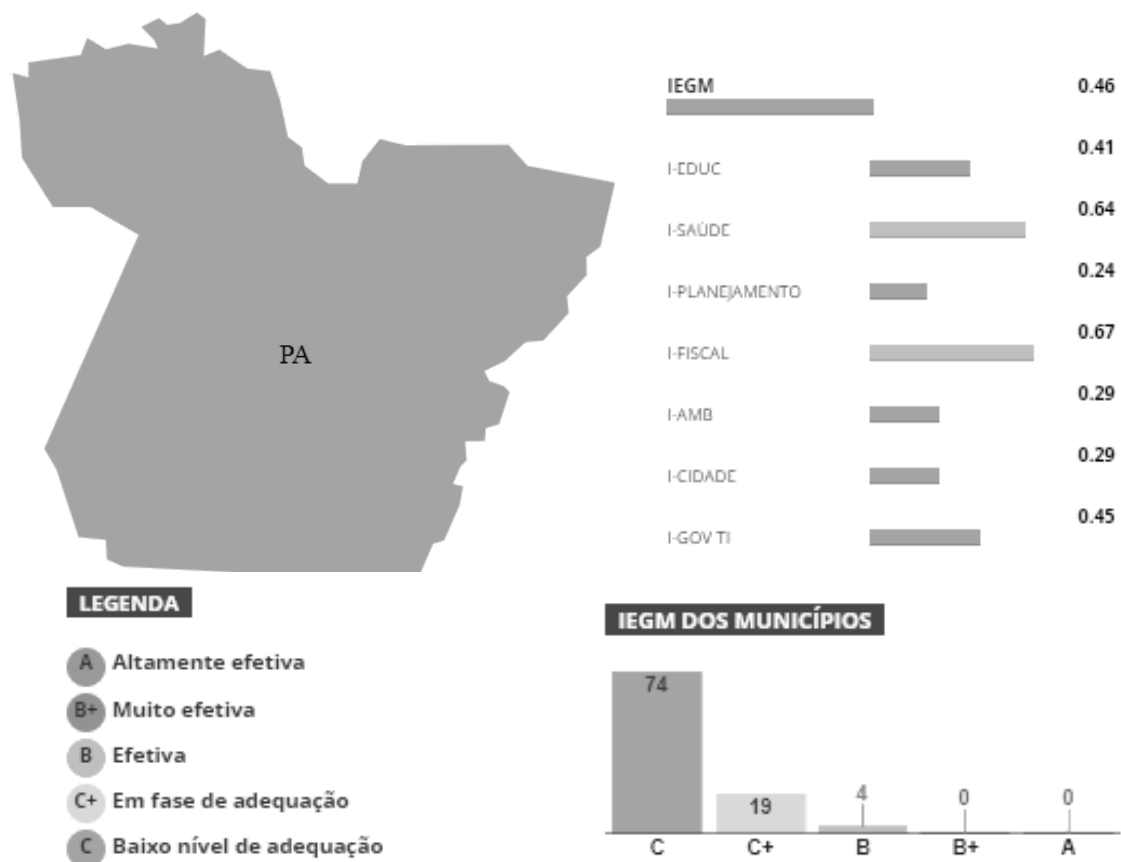 PA
IEGM 0.46
I-EDUC 0.41
I-SAÚDE 0.64
I-PLANEJAMENTO 0.24
I-FISCAL 0.67
I-AMB 0.29
I-CIDADE 0.29
I-GOV TI 0.45
LEGENDA
A Altamente efetiva
B+ Muito efetiva
B Efetiva
C+ Em fase de adequação
C Baixo nível de adequação
IEGM DOS MUNICÍPIOS
74 19 4 0 0
C C+ B B+ A